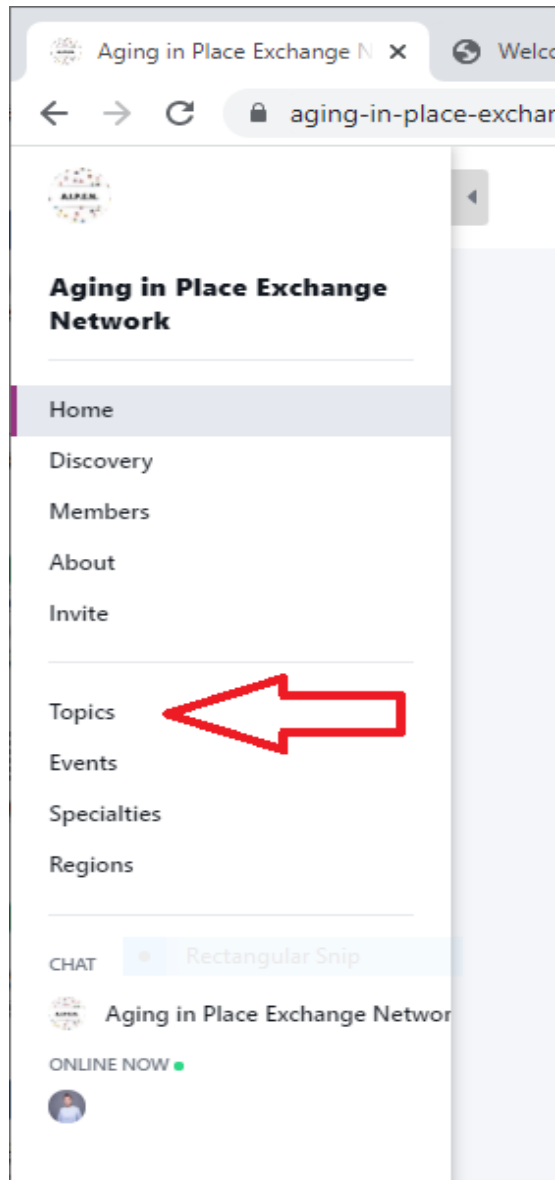 Aging in Place Exchange N
Welco
aging-in-place-exchan
A.I.P.E.N.
Aging in Place Exchange
Network
Home
Discovery
Members
About
Invite
Topics
Events
Specialties
Regions
Rectangular Snip
CHAT
Aging in Place Exchange Networ
ONLINE NOW